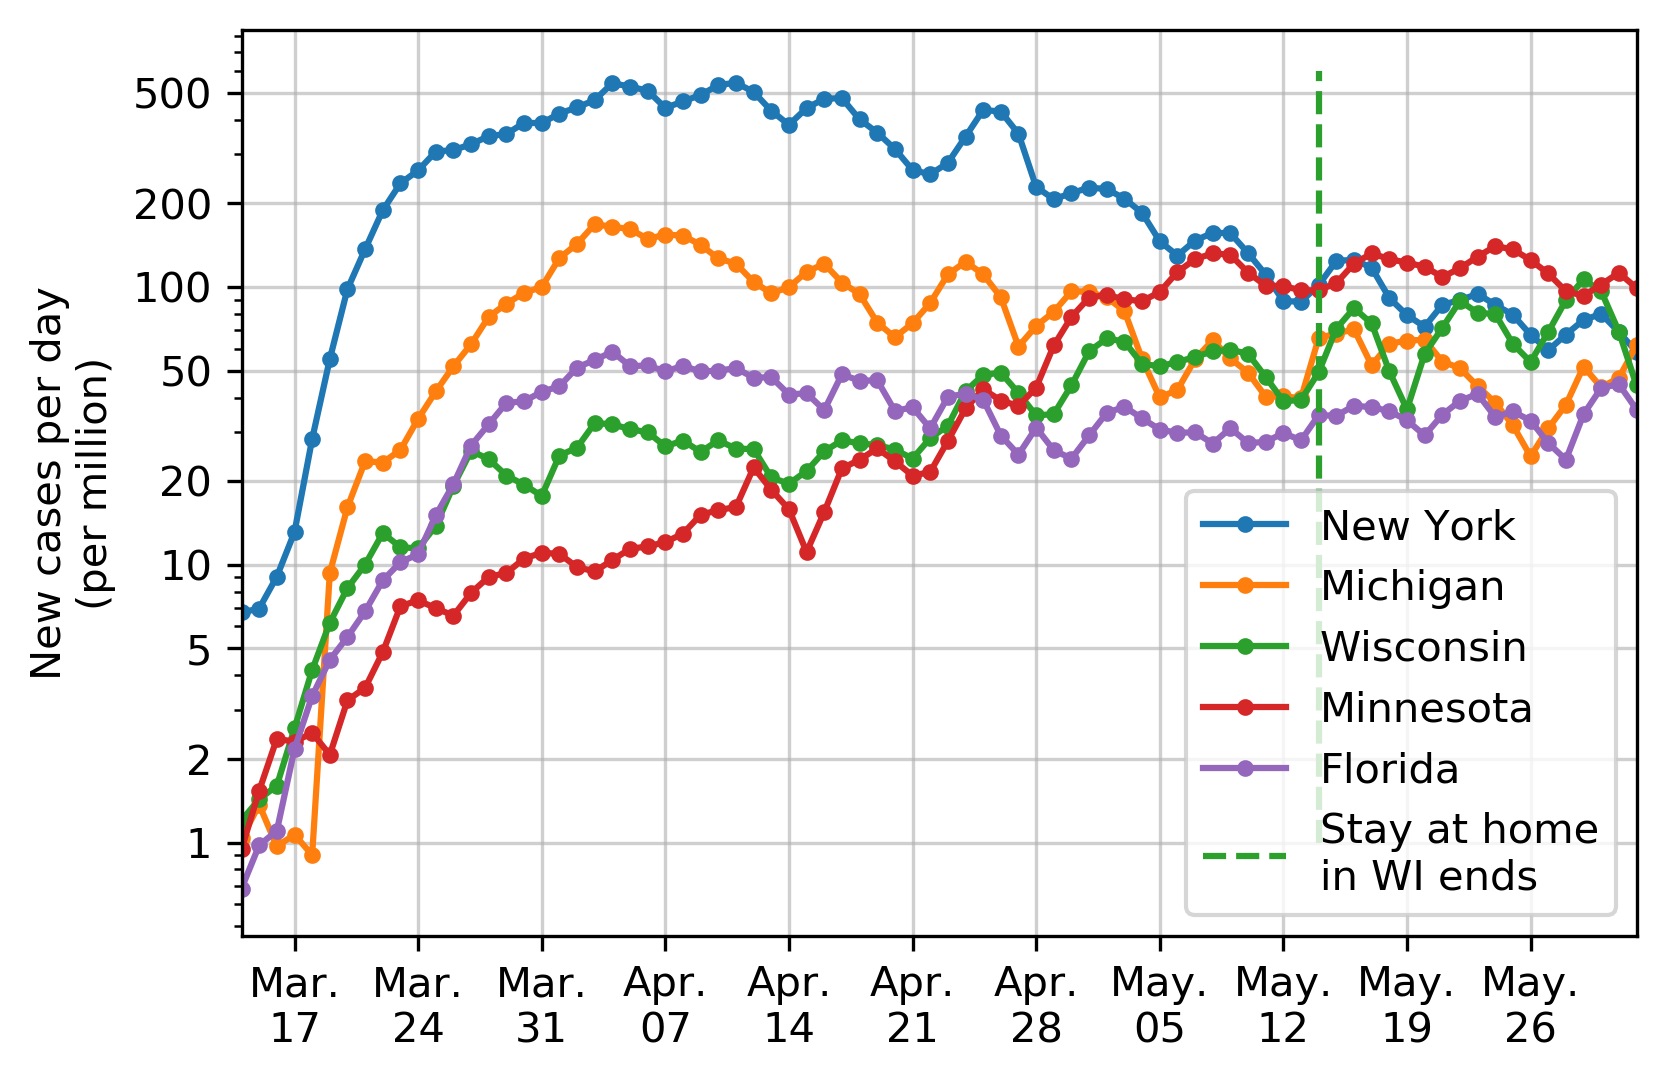 New cases per day
(per million)
500
200
100
50
20
10
5
2
1
Mar. Mar. Mar. Apr. Apr. Apr. Apr. May. May. May. May.
17 24 31 07 14 21 28 05 12 19 26
New York
Michigan
Wisconsin
Minnesota
Florida
Stay at home
in WI ends